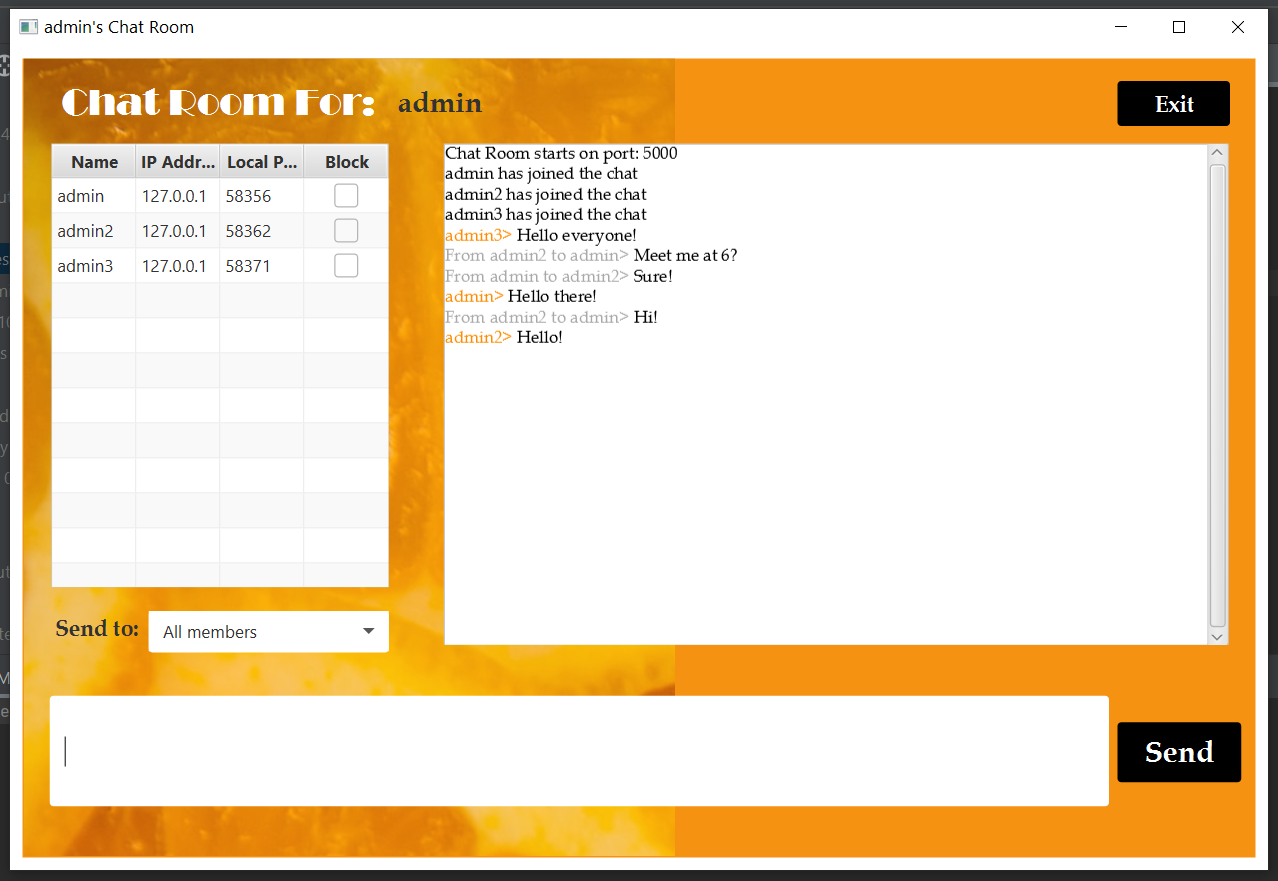 admin's Chat Room
Chat Room For: admin
Exit
Name IP Addr... Local P... Block
admin 127.0.0.1 58356
admin2 127.0.0.1 58362
admin3 127.0.0.1 58371
Chat Room starts on port: 5000
admin has joined the chat
admin2 has joined the chat
admin3 has joined the chat
admin3> Hello everyone!
From admin2 to admin> Meet me at 6?
From admin to admin2> Sure!
admin> Hello there!
From admin2 to admin> Hi!
admin2> Hello!
Send to: All members
Send